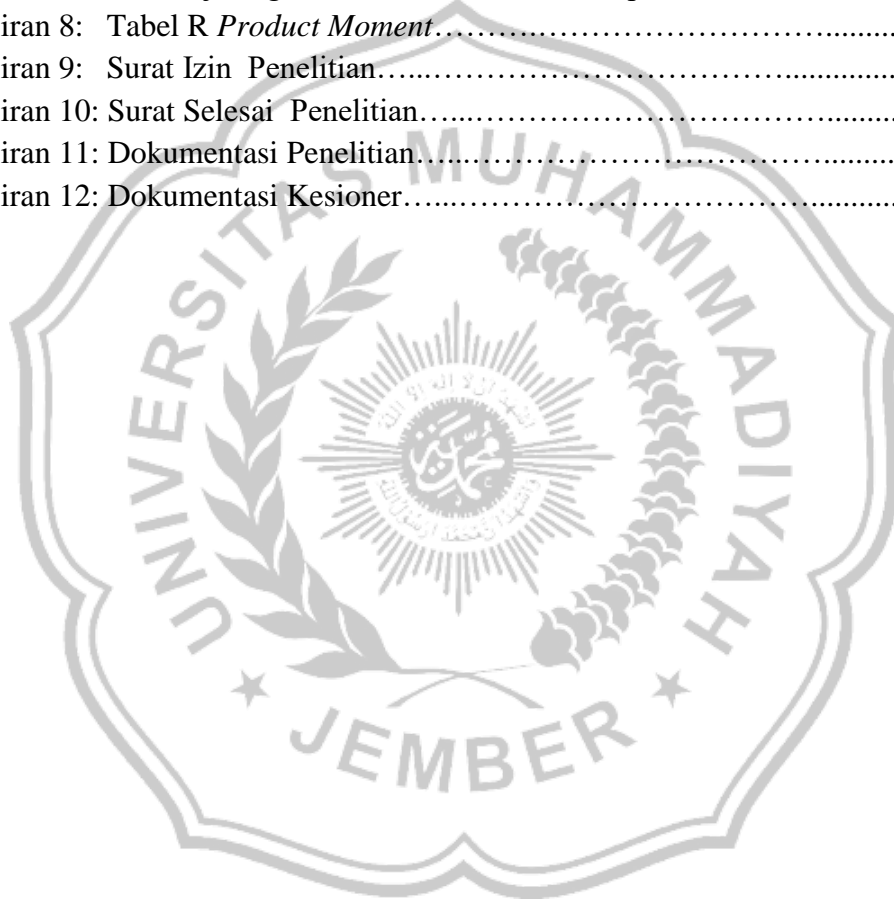 iran 8: Tabel R Product Moment……….…………………………..........
iran 9: Surat Izin Penelitian…...…………………………………...............
iran 10: Surat Selesai Penelitian…...………………………………..........
iran 11: Dokumentasi Penelitian…...………………………………..........
iran 12: Dokumentasi Kesioner…...………………………………............
UNIVERSITAS MUHAMMADIYAH
JEMBER